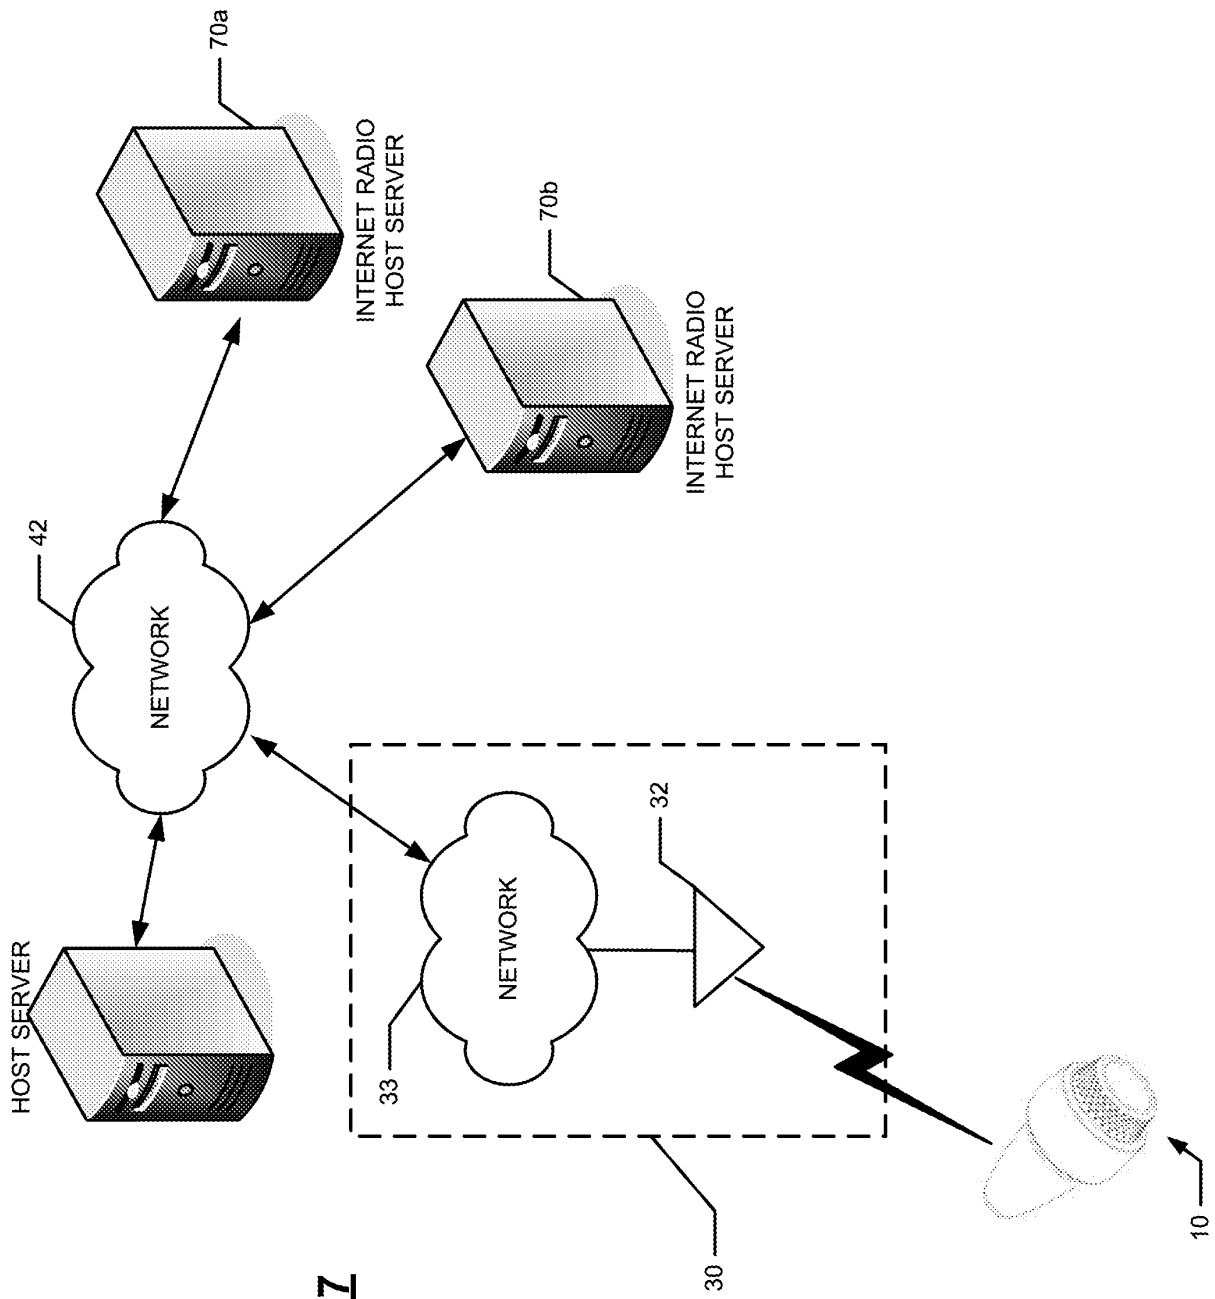 HOST SERVER
42
NETWORK
70a
INTERNET RADIO
HOST SERVER
70b
INTERNET RADIO
HOST SERVER
33
NETWORK
32
30
10
7